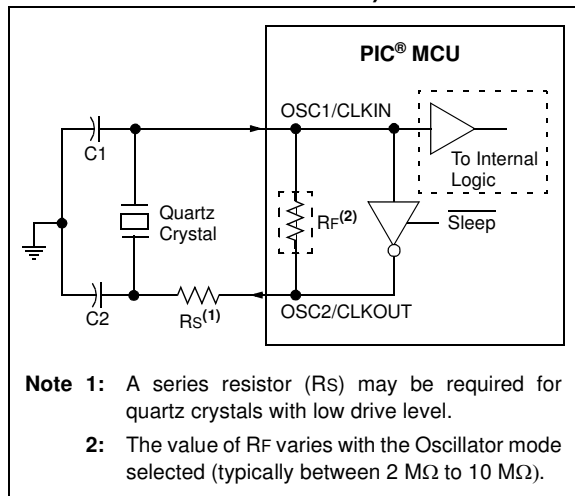 PIC® MCU
OSC1/CLKIN
C1
To Internal
Logic
Quartz
Crystal
RF(2)
Sleep
C2
RS(1)
OSC2/CLKOUT
Note 1: A series resistor (RS) may be required for
quartz crystals with low drive level.
2: The value of RF varies with the Oscillator mode
selected (typically between 2 MΩ to 10 MΩ).